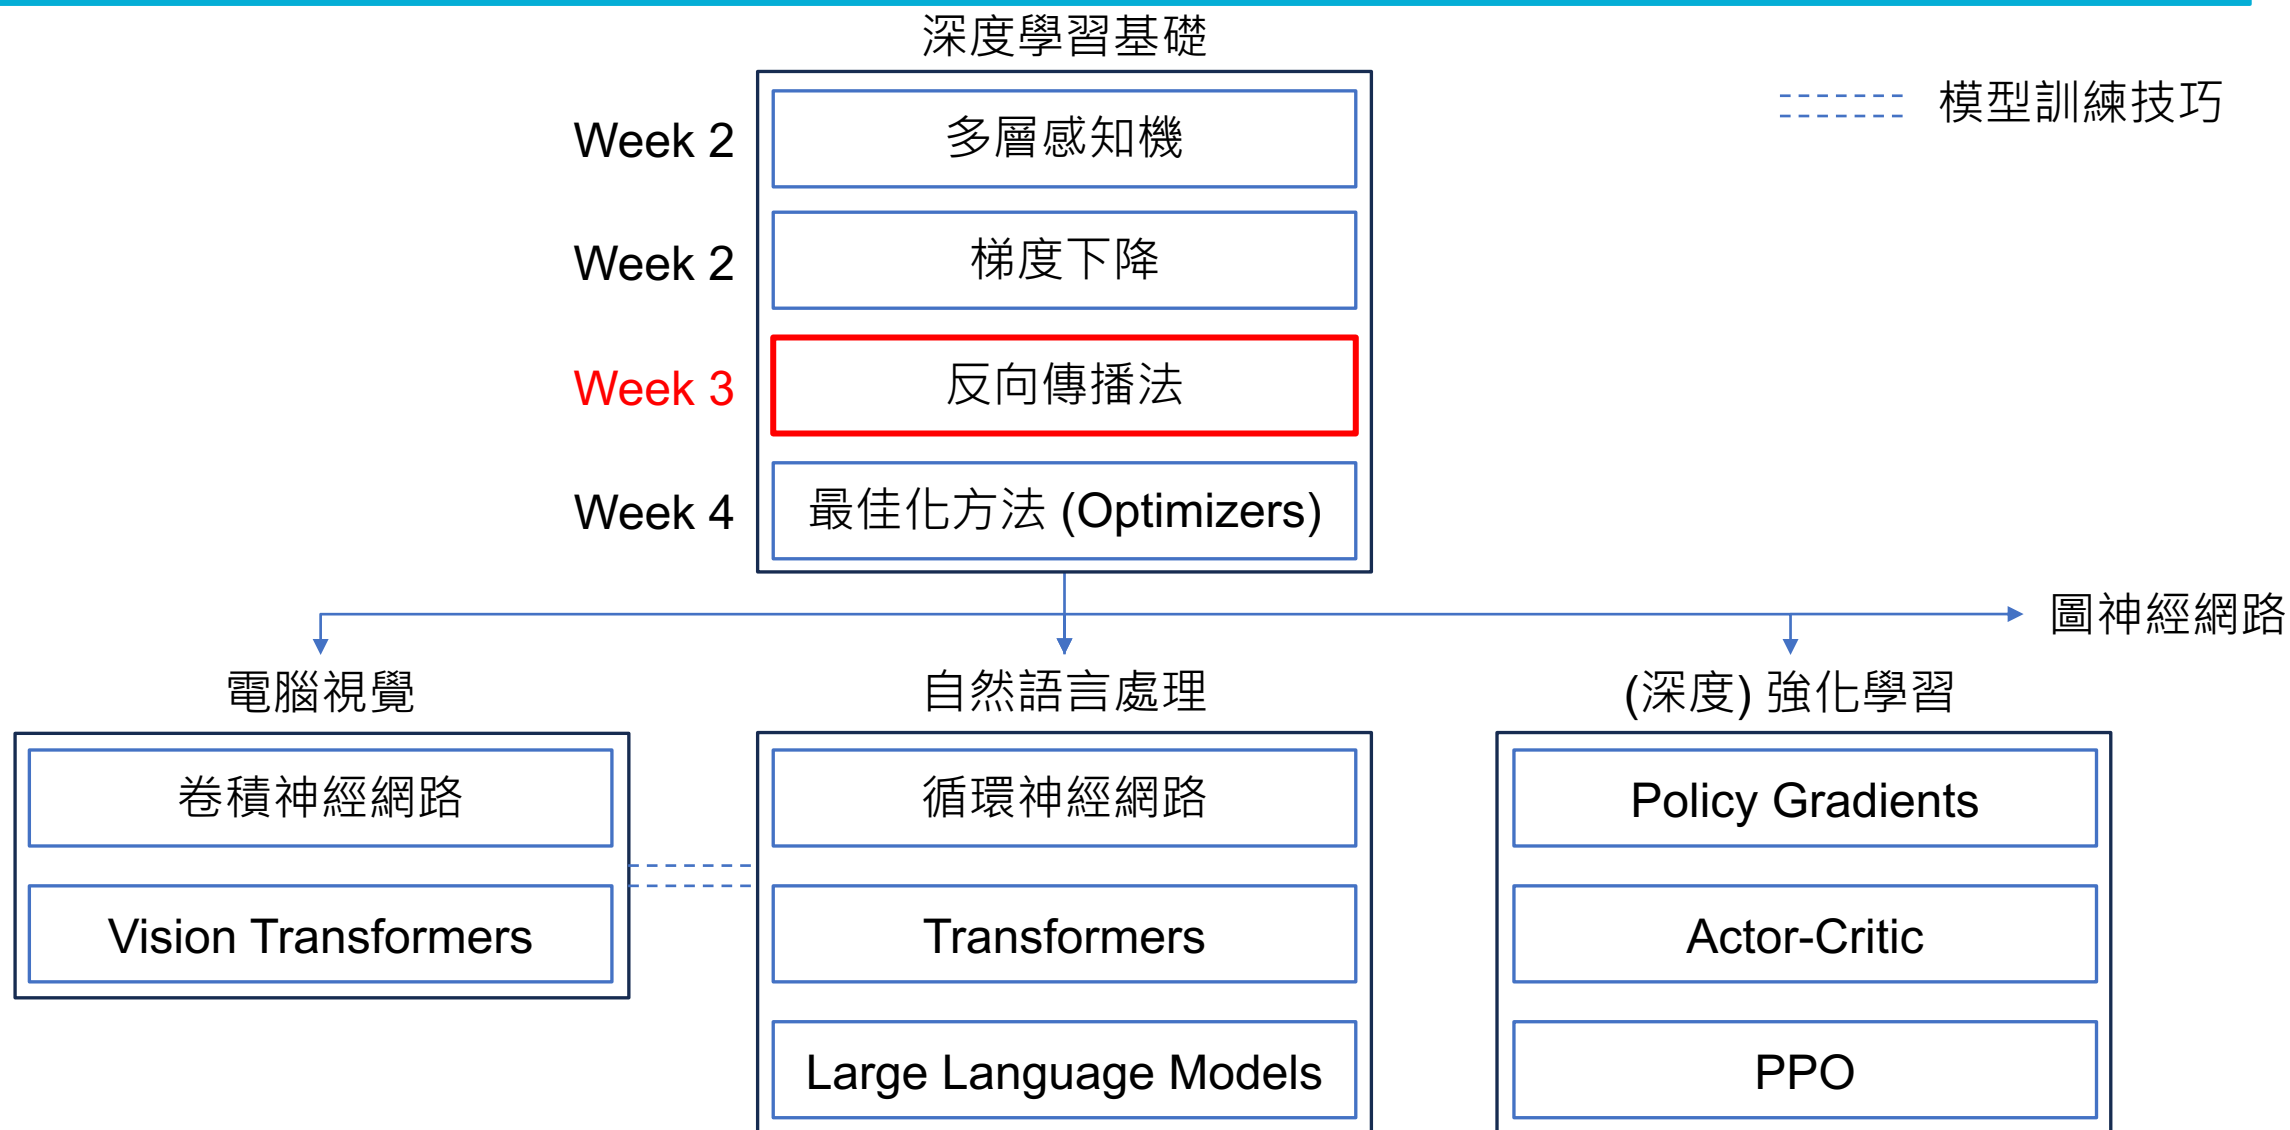 深度學習基礎
模型訓練技巧
Week 2
多層感知機
Week 2
梯度下降
Week 3
反向傳播法
Week 4
最佳化方法 (Optimizers)
圖神經網路
電腦視覺
自然語言處理
(深度) 強化學習
卷積神經網路
循環神經網路
Policy Gradients
Vision Transformers
Transformers
Actor-Critic
Large Language Models
PPO